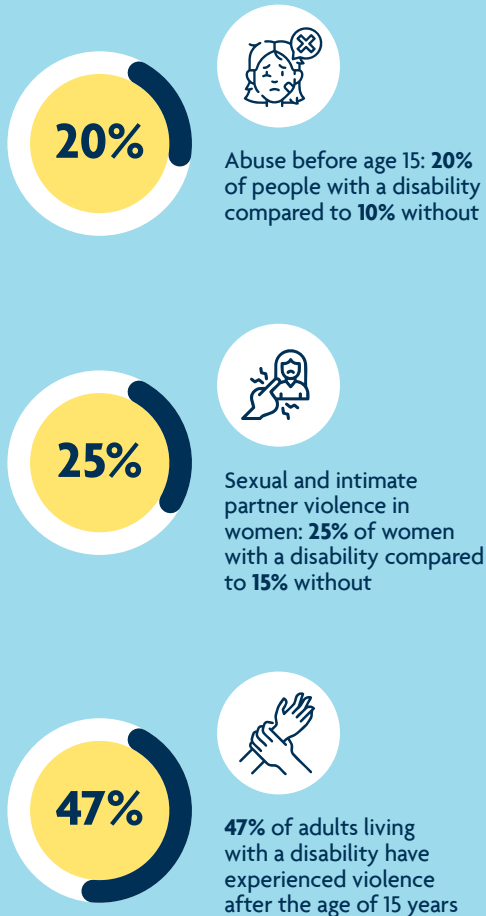 20%
Abuse before age 15: 20%
of people with a disability
compared to 10% without
25%
Sexual and intimate
partner violence in
women: 25% of women
with a disability compared
to 15% without
47%
47% of adults living
with a disability have
experienced violence
after the age of 15 years